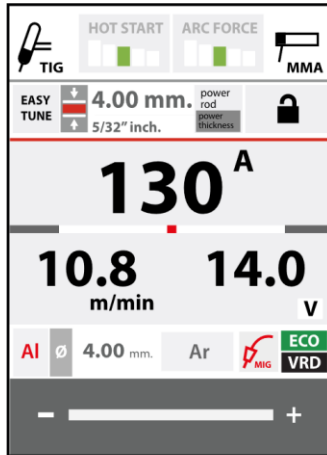 HOT START ARC FORCE
TIG MMA
EASY TUNE 4.00 mm. power rod
5/32” inch. power thickness
130 A
10.8 14.0
m/min V
Al ø 4.00 mm. Ar MIG ECO
VRD
- +